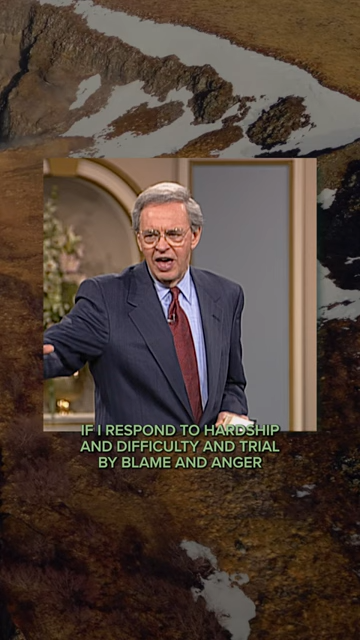 IF I RESPOND TO HARDSHIP
AND DIFFICULTY AND TRIAL
BY BLAME AND ANGER